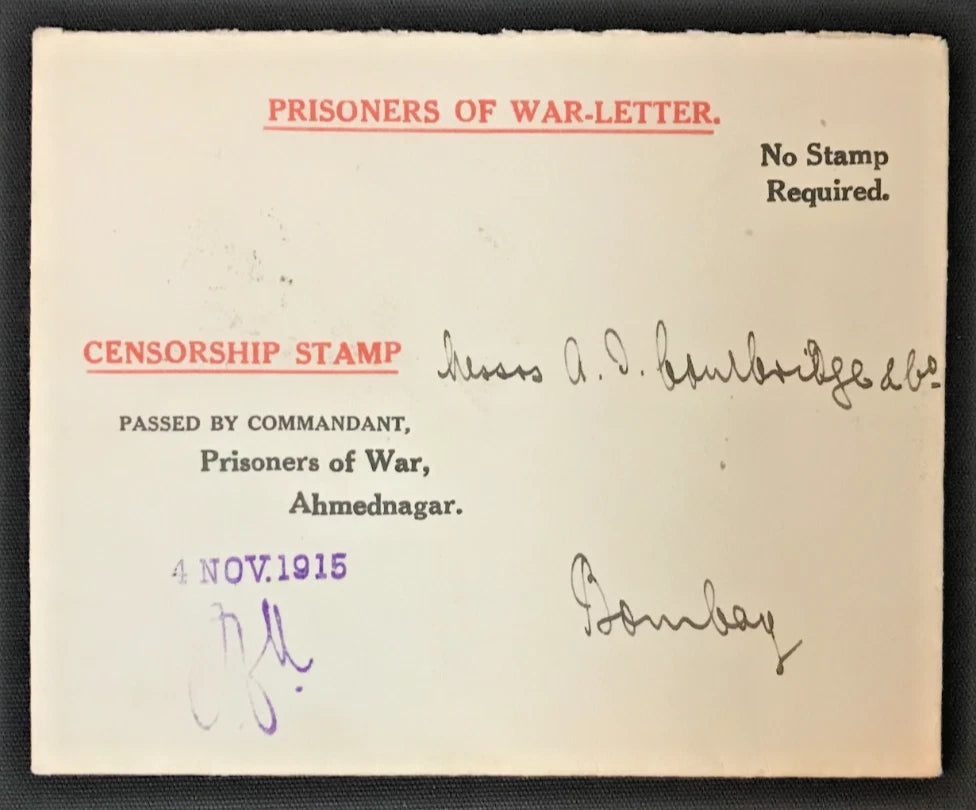 PRISONERS OF WAR-LETTER.
No Stamp
Required.
CENSORSHIP STAMP
Messrs A. D. Coulbridge & Co.
PASSED BY COMMANDANT,
Prisoners of War,
Ahmednagar.
4 NOV. 1915
Bombay